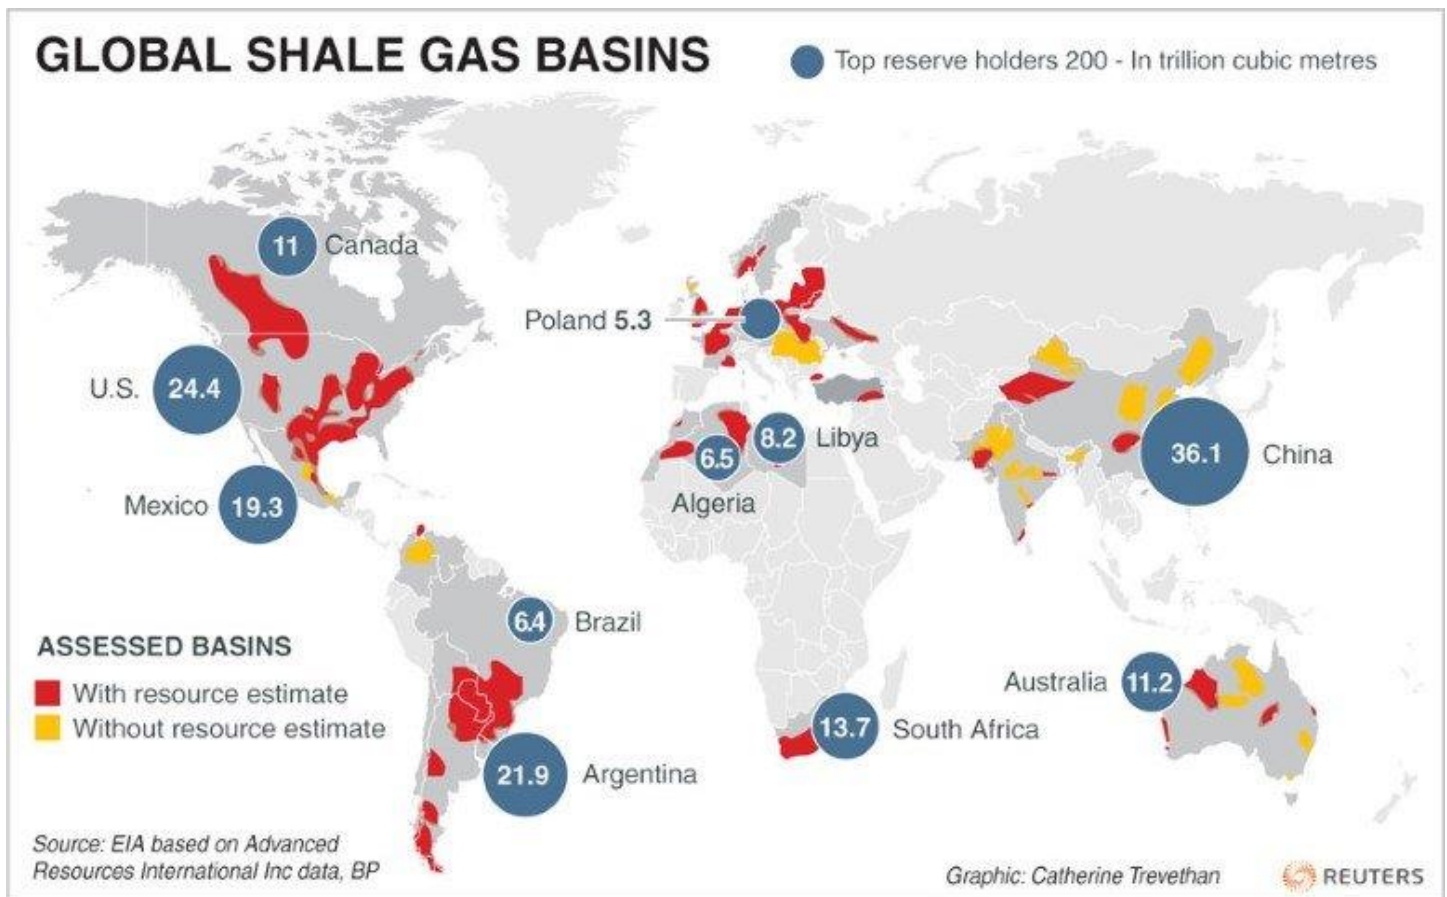 GLOBAL SHALE GAS BASINS
Top reserve holders 200 - In trillion cubic metres
11 Canada
Poland 5.3
U.S. 24.4
8.2 Libya
6.5
Algeria
36.1 China
Mexico 19.3
6.4 Brazil
ASSESSED BASINS
With resource estimate
Without resource estimate
Australia 11.2
13.7 South Africa
21.9 Argentina
Source: EIA based on Advanced
Resources International Inc data, BP
Graphic: Catherine Trevethan
REUTERS